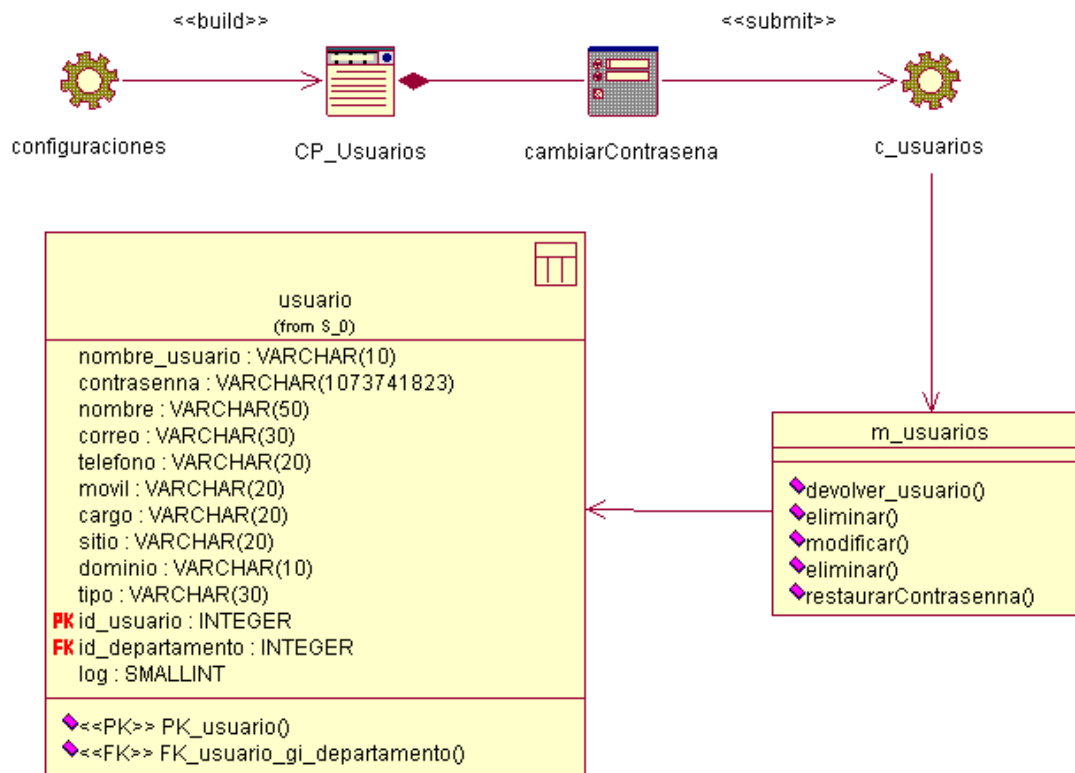 <<build>>
<<submit>>
configuraciones
CP_Usuarios
cambiarContrasena
c_usuarios
usuario
(from S_0)
nombre_usuario : VARCHAR(10)
contrasenna : VARCHAR(1073741823)
nombre : VARCHAR(50)
correo : VARCHAR(30)
telefono : VARCHAR(20)
movil : VARCHAR(20)
cargo : VARCHAR(20)
sitio : VARCHAR(20)
dominio : VARCHAR(10)
tipo : VARCHAR(30)
PK id_usuario : INTEGER
FK id_departamento : INTEGER
log : SMALLINT
<<PK>> PK_usuario()
<<FK>> FK_usuario_gi_departamento()
m_usuarios
devolver_usuario()
eliminar()
modificar()
eliminar()
restaurarContrasenna()